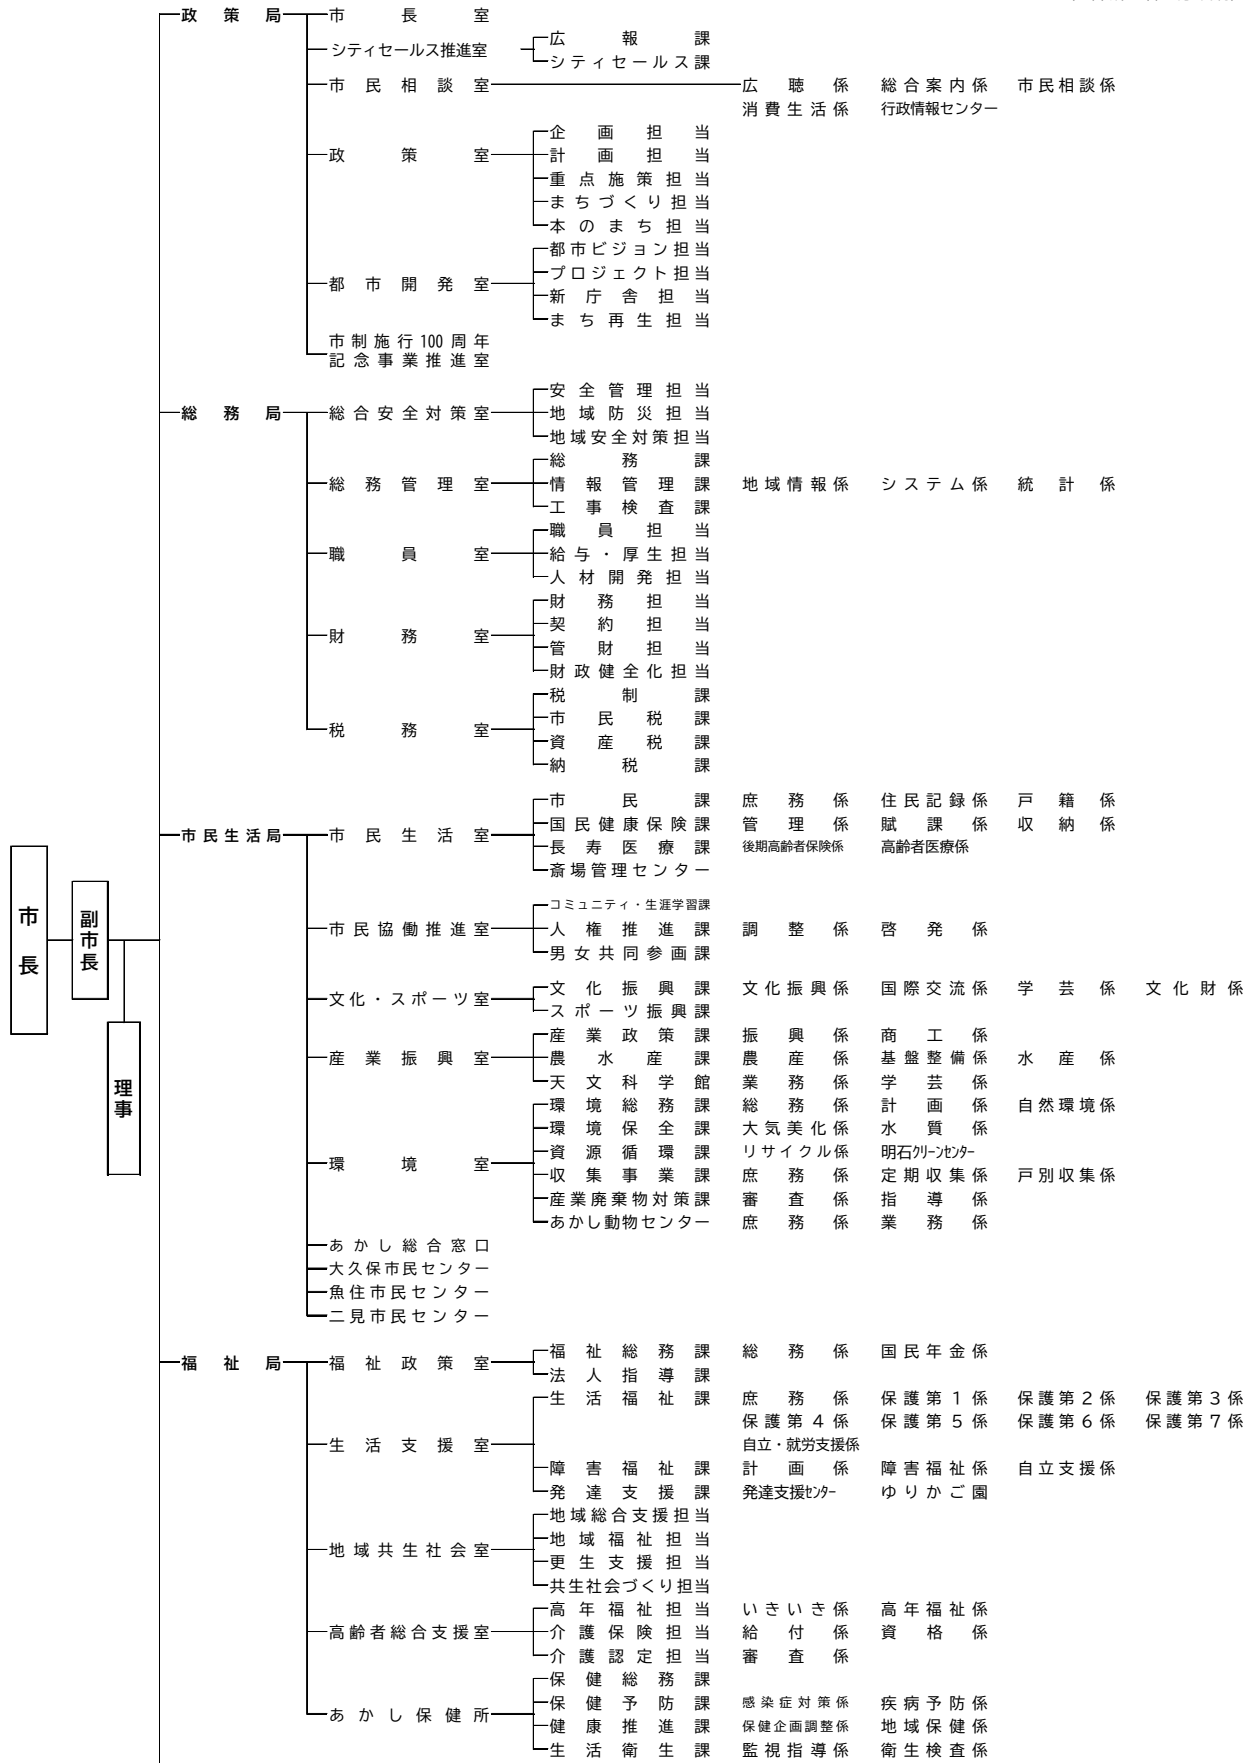 政策局 市長室
シティセールス推進室 広報課
シティセールス課
市民相談室 広聴係 総合案内係 市民相談係
消費生活係 行政情報センター
企画担当
政策室 計画担当
重点施策担当
まちづくり担当
本のまち担当
都市ビジョン担当
プロジェクト担当
都市開発室 新庁舎担当
まち再生担当
市制施行100周年
記念事業推進室
安全管理担当
総務局 総合安全対策室 地域防災担当
地域安全対策担当
総務課
総務管理室 情報管理課 地域情報係 システム係 統計係
工事検査課
職員担当
職員室 給与・厚生担当
人材開発担当
財務担当
契約担当
財務室 管財担当
財政健全化担当
税制課
市民税課
税務室 資産税課
納税課
市民課 庶務係 住民記録係 戸籍係
国民健康保険課 管理係 賦課係 収納係
市民生活局 市民生活室
長寿医療課 後期高齢者保険係 高齢者医療係
斎場管理センター
コミュニティ・生涯学習課
市民協働推進室 人権推進課 調整係 啓発係
男女共同参画課
市長
副市長
理事
文化・スポーツ室 文化振興課 文化振興係 国際交流係 学芸係 文化財係
スポーツ振興課
産業政策課 振興係 商工係
産業振興室 農水産課 農産係 基盤整備係 水産係
天文科学館 業務係 学芸係
環境総務課 総務係 計画係 自然環境係
環境保全課 大気美化係 水質係
環境室 資源循環課 リサイクル係 明石クリーンセンター
収集事業課 庶務係 定期収集係 戸別収集係
産業廃棄物対策課 審査係 指導係
あかし動物センター 庶務係 業務係
あかし総合窓口
大久保市民センター
魚住市民センター
二見市民センター
福祉局 福祉政策室 福祉総務課 総務係 国民年金係
法人指導課
生活福祉課 庶務係 保護第1係 保護第2係 保護第3係
保護第4係 保護第5係 保護第6係 保護第7係
生活支援室 自立・就労支援係
障害福祉課 計画係 障害福祉係 自立支援係
発達支援課 発達支援センター ゆりかご園
地域総合支援担当
地域福祉担当
地域共生社会室 更生支援担当
共生社会づくり担当
高年福祉担当 いきいき係 高年福祉係
高齢者総合支援室 介護保険担当 給付係 資格係
介護認定担当 審査係
保健総務課
保健予防課 感染症対策係 疾病予防係
あかし保健所 健康推進課 保健企画調整係 地域保健係
生活衛生課 監視指導係 衛生検査係